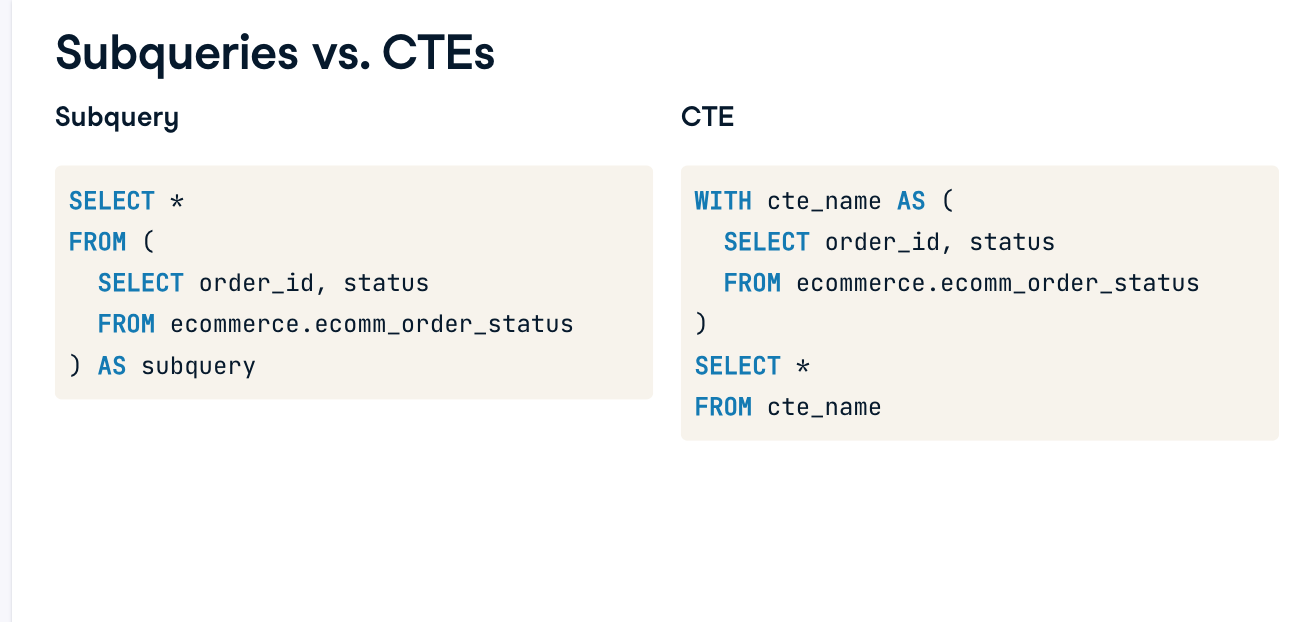 Subqueries vs. CTEs
Subquery
SELECT *
FROM (
  SELECT order_id, status
  FROM ecommerce.ecomm_order_status
) AS subquery
CTE
WITH cte_name AS (
  SELECT order_id, status
  FROM ecommerce.ecomm_order_status
)
SELECT *
FROM cte_name